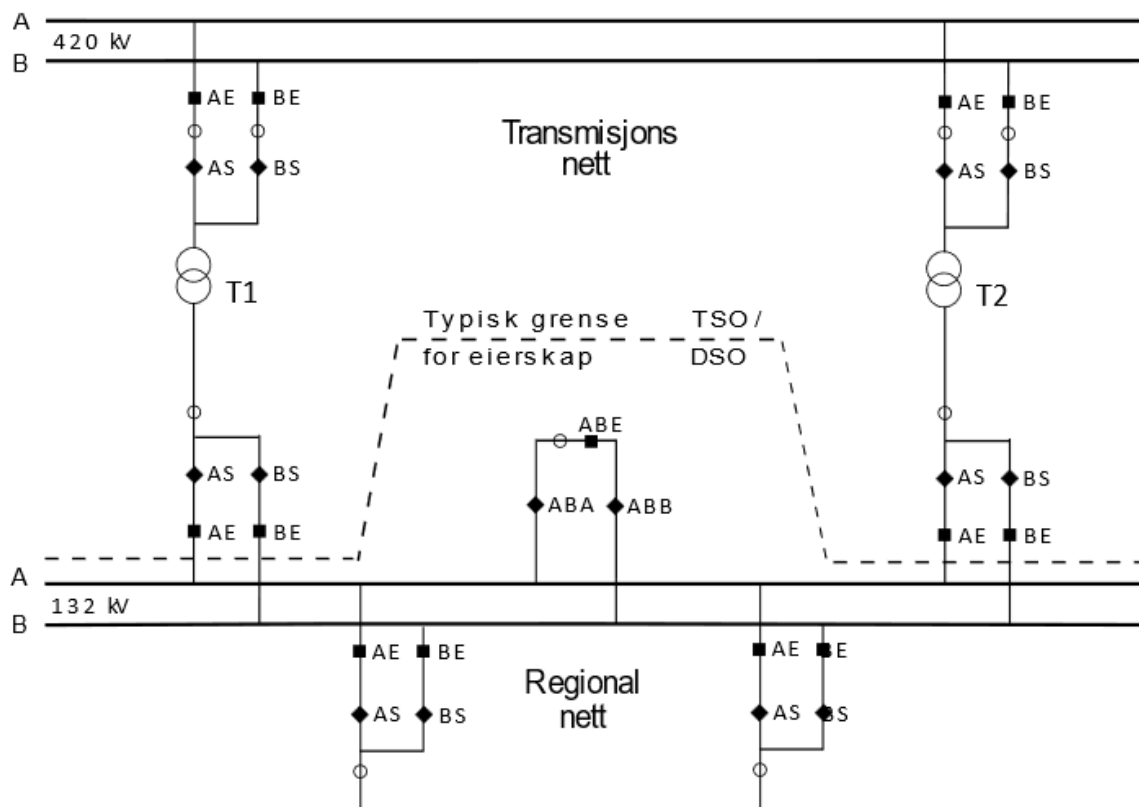 A
420 kV
B
AE BE AE BE
Transmisjons
nett
AS BS AS BS
T1 T2
Typisk grense TSO /
for eierskap DSO
ABE
AS BS AS BS
ABA ABB
AE BE AE BE
A
132 kV
B
AE BE AE BE
Regional
nett
AS BS AS BS